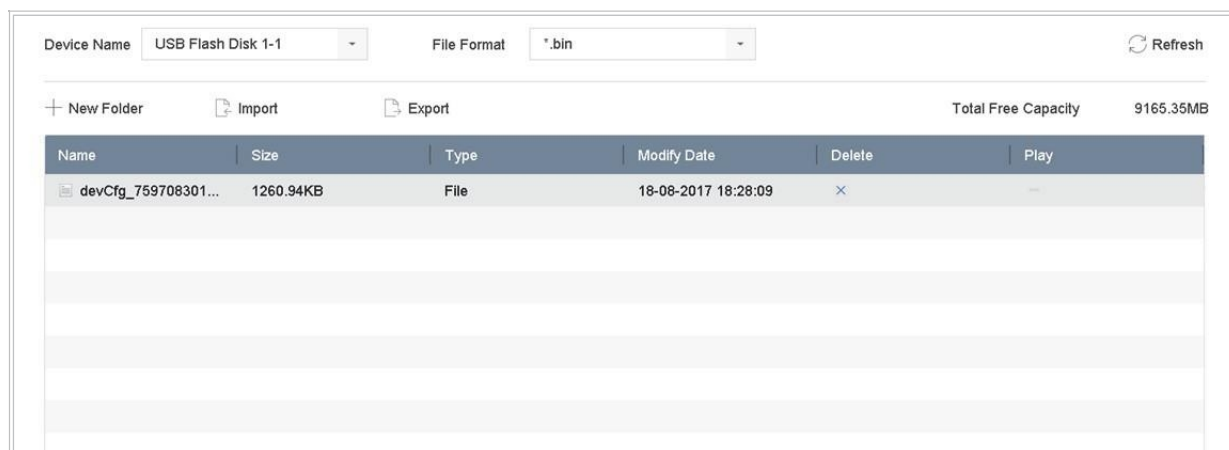 Device Name USB Flash Disk 1-1 File Format *.bin Refresh
New Folder Import Export Total Free Capacity 9165.35MB
Name Size Type Modify Date Delete Play
devCfg_759708301... 1260.94KB File 18-08-2017 18:28:09